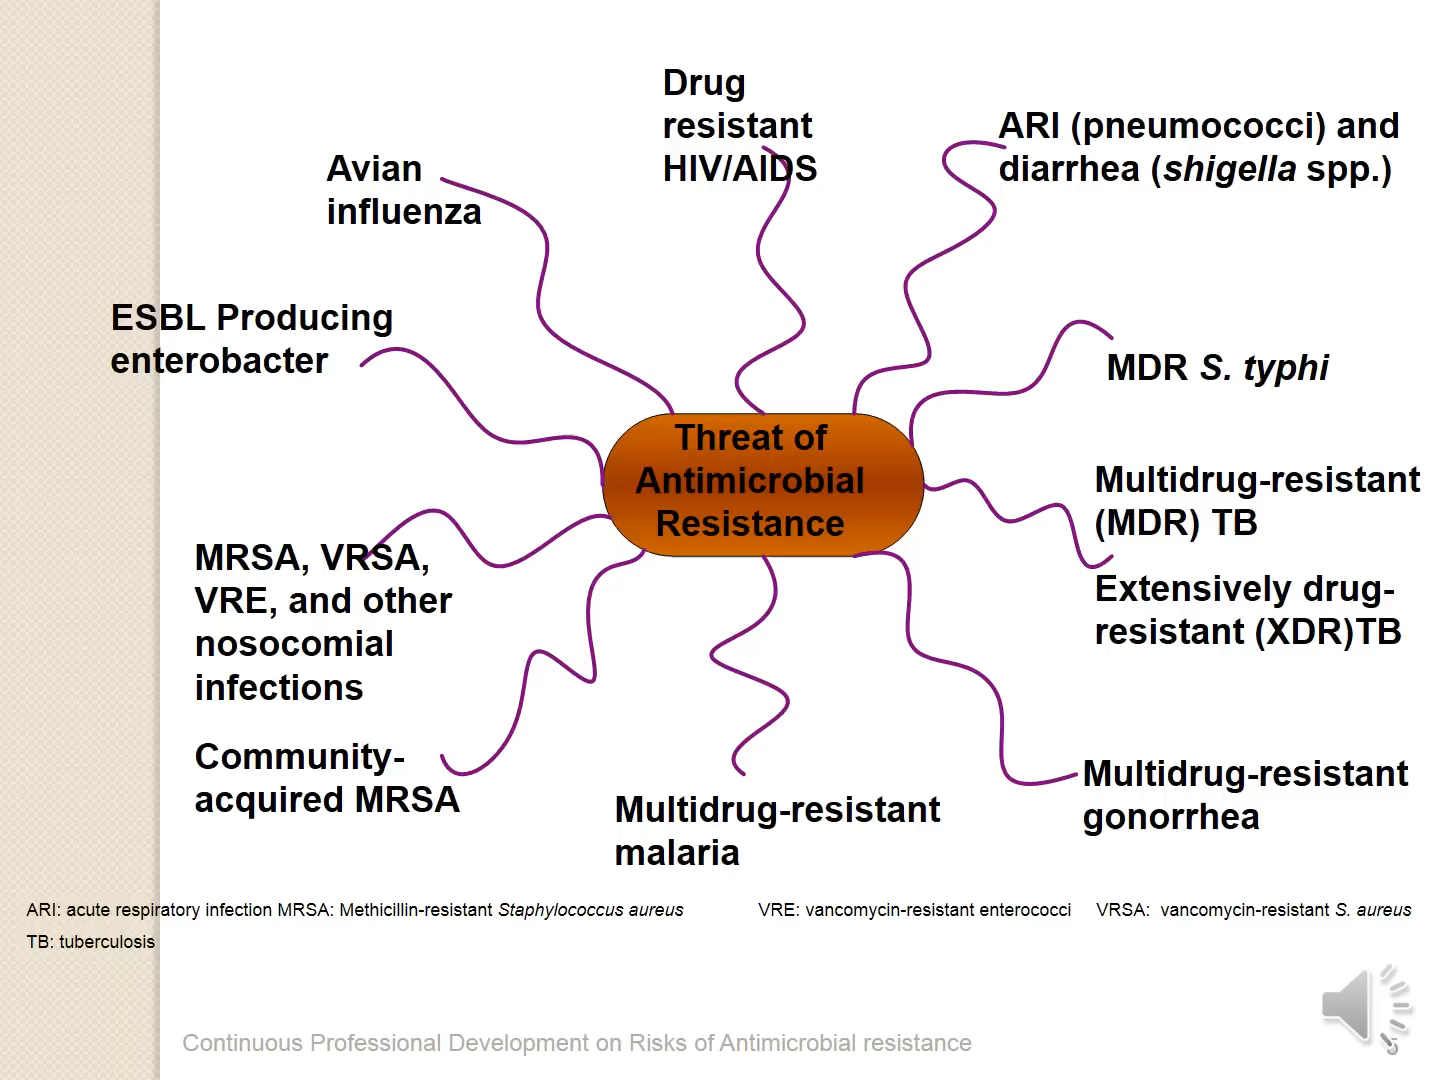 Drug
resistant
HIV/AIDS
ARI (pneumococci) and
diarrhea (shigella spp.)
Avian
influenza
ESBL Producing
enterobacter
MDR S. typhi
Threat of
Antimicrobial
Resistance
Multidrug-resistant
(MDR) TB
Extensively drug-
resistant (XDR)TB
MRSA, VRSA,
VRE, and other
nosocomial
infections
Community-
acquired MRSA
Multidrug-resistant
malaria
Multidrug-resistant
gonorrhea
ARI: acute respiratory infection MRSA: Methicillin-resistant Staphylococcus aureus VRE: vancomycin-resistant enterococci VRSA: vancomycin-resistant S. aureus
TB: tuberculosis
Continuous Professional Development on Risks of Antimicrobial resistance